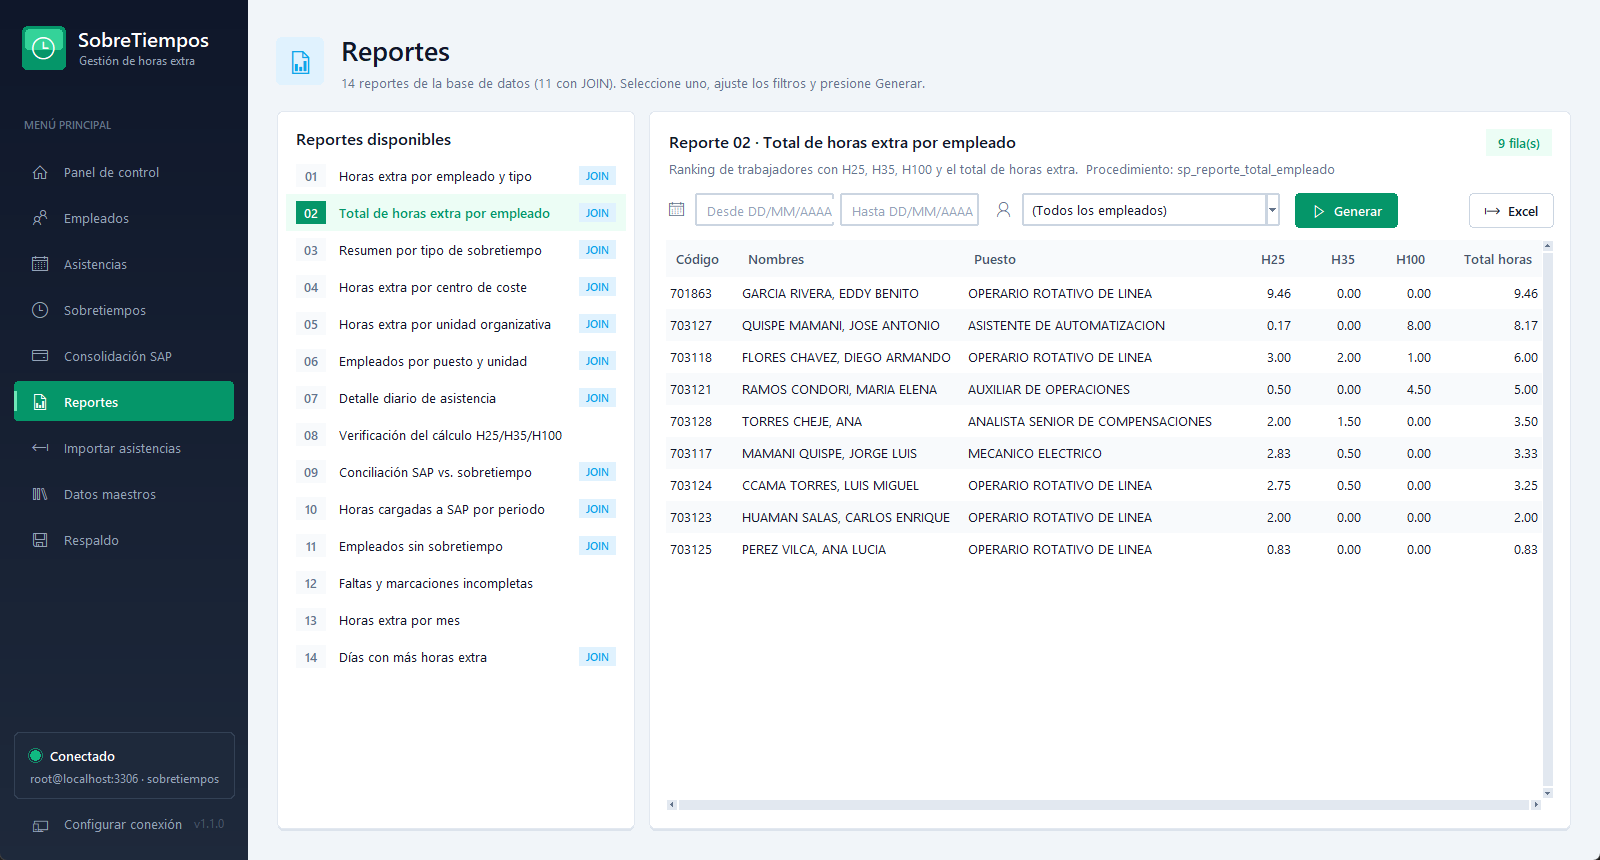 SobreTiempos
Gestión de horas extra
MENÚ PRINCIPAL
Panel de control
Empleados
Asistencias
Sobretiempos
Consolidación SAP
Reportes
Importar asistencias
Datos maestros
Respaldo
Conectado
root@localhost:3306 · sobretiempos
Configurar conexión v1.1.0
Reportes
14 reportes de la base de datos (11 con JOIN). Seleccione uno, ajuste los filtros y presione Generar.
Reportes disponibles
01 Horas extra por empleado y tipo JOIN
02 Total de horas extra por empleado JOIN
03 Resumen por tipo de sobretiempo JOIN
04 Horas extra por centro de coste JOIN
05 Horas extra por unidad organizativa JOIN
06 Empleados por puesto y unidad JOIN
07 Detalle diario de asistencia JOIN
08 Verificación del cálculo H25/H35/H100
09 Conciliación SAP vs. sobretiempo JOIN
10 Horas cargadas a SAP por periodo JOIN
11 Empleados sin sobretiempo JOIN
12 Faltas y marcaciones incompletas
13 Horas extra por mes
14 Días con más horas extra JOIN
Reporte 02 · Total de horas extra por empleado 9 fila(s)
Ranking de trabajadores con H25, H35, H100 y el total de horas extra. Procedimiento: sp_reporte_total_empleado
Desde DD/MM/AAAA Hasta DD/MM/AAAA (Todos los empleados) Generar Excel
Código Nombres Puesto H25 H35 H100 Total horas
701863 GARCIA RIVERA, EDDY BENITO OPERARIO ROTATIVO DE LINEA 9.46 0.00 0.00 9.46
703127 QUISPE MAMANI, JOSE ANTONIO ASISTENTE DE AUTOMATIZACION 0.17 0.00 8.00 8.17
703118 FLORES CHAVEZ, DIEGO ARMANDO OPERARIO ROTATIVO DE LINEA 3.00 2.00 1.00 6.00
703121 RAMOS CONDORI, MARIA ELENA AUXILIAR DE OPERACIONES 0.50 0.00 4.50 5.00
703128 TORRES CHEJE, ANA ANALISTA SENIOR DE COMPENSACIONES 2.00 1.50 0.00 3.50
703117 MAMANI QUISPE, JORGE LUIS MECANICO ELECTRICO 2.83 0.50 0.00 3.33
703124 CCAMA TORRES, LUIS MIGUEL OPERARIO ROTATIVO DE LINEA 2.75 0.50 0.00 3.25
703123 HUAMAN SALAS, CARLOS ENRIQUE OPERARIO ROTATIVO DE LINEA 2.00 0.00 0.00 2.00
703125 PEREZ VILCA, ANA LUCIA OPERARIO ROTATIVO DE LINEA 0.83 0.00 0.00 0.83